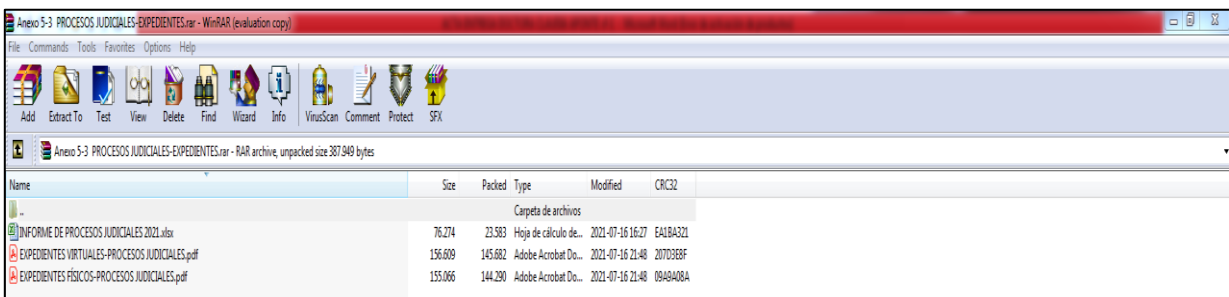 Anexo 5-3 PROCESOS JUDICIALES-EXPEDIENTES.rar - WinRAR (evaluation copy)
File Commands Tools Favorites Options Help
Add Extract To Test View Delete Find Wizard Info VirusScan Comment Protect SFX
Anexo 5-3 PROCESOS JUDICIALES-EXPEDIENTES.rar - RAR archive, unpacked size 387.949 bytes
Name Size Packed Type Modified CRC32
.. Carpeta de archivos
INFORME DE PROCESOS JUDICIALES 2021.xlsx 76.274 23.583 Hoja de cálculo de... 2021-07-16 16:27 EA1BA321
EXPEDIENTES VIRTUALES-PROCESOS JUDICIALES.pdf 156.609 145.682 Adobe Acrobat Do... 2021-07-16 21:48 207D3E8F
EXPEDIENTES FÍSICOS-PROCESOS JUDICIALES.pdf 155.066 144.290 Adobe Acrobat Do... 2021-07-16 21:48 09A9A08A